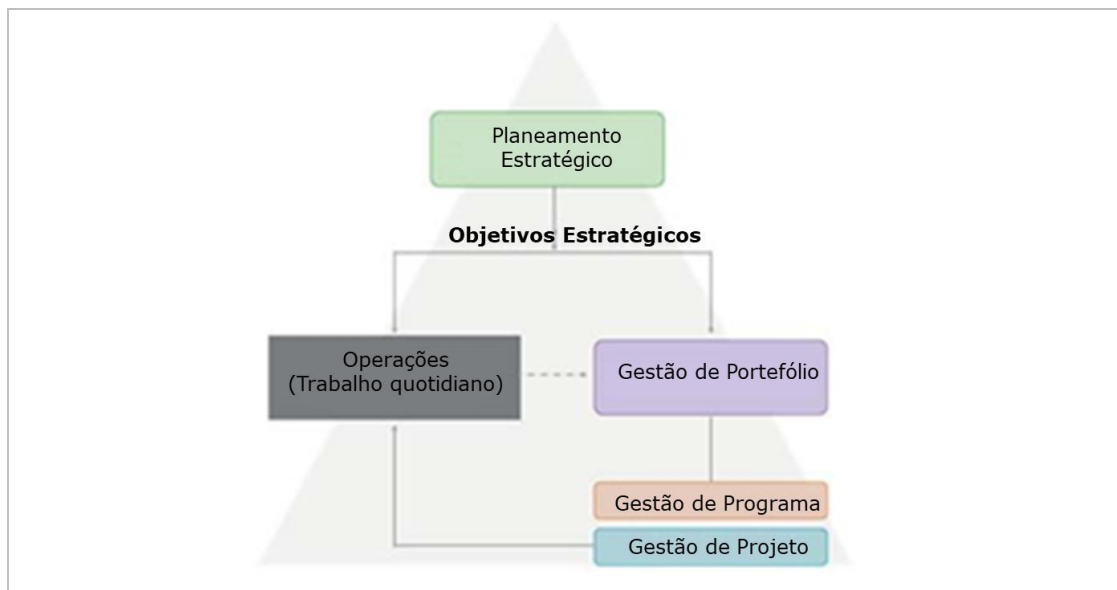 Planeamento
Estratégico
Objetivos Estratégicos
Operações
(Trabalho quotidiano)
Gestão de Portefólio
Gestão de Programa
Gestão de Projeto